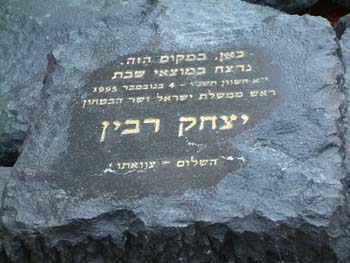 כאן, במקום הזה,
נרצח במוצאי שבת
י״א חשוון תשנ״ו - 4 בנובמבר 1995
ראש ממשלת ישראל ושר הבטחון
יצחק רבין
השלום - צוואתו